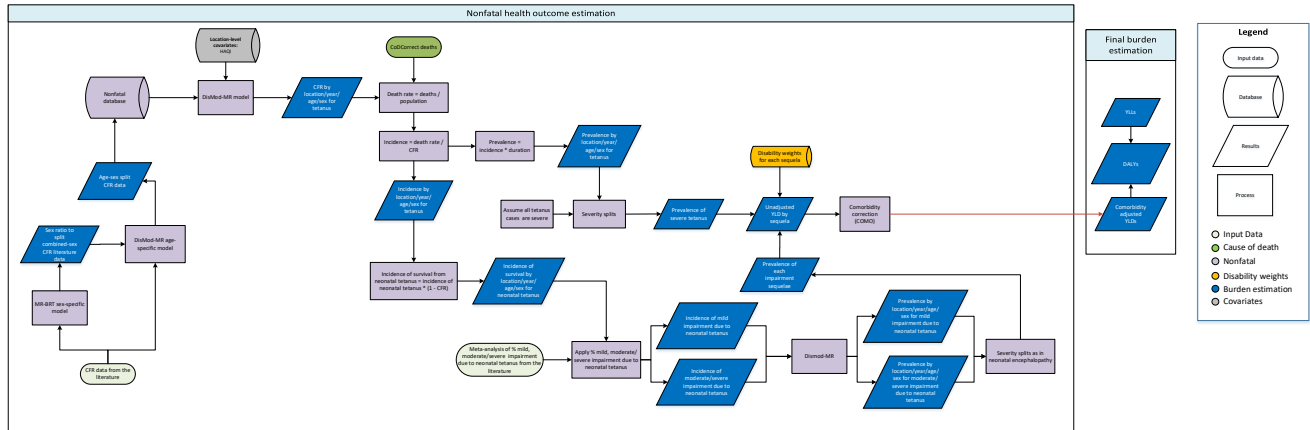 Nonfatal health outcome estimation
Location-level
covariates:
HAQI
CoDCorrect deaths
Nonfatal
database
DisMod-MR model
CFR by
location/year/
age/sex for
tetanus
Death rate = deaths /
population
Incidence = death rate /
CFR
Prevalence =
incidence * duration
Prevalence by
location/year/
age/sex for
tetanus
Age-sex split
CFR data
Incidence by
location/year/
age/sex for
tetanus
Disability weights
for each sequela
Assume all tetanus
cases are severe
Severity splits
Prevalence of
severe tetanus
Unadjusted
YLD by
sequela
Comorbidity
correction
(COMO)
Sex ratio to
split
combined-sex
CFR literature
data
DisMod-MR age-
specific model
MR-BRT sex-specific
model
CFR data from the
literature
Incidence of survival from
neonatal tetanus = incidence of
neonatal tetanus * (1 - CFR)
Incidence of
survival by
location/year/
age/sex for
neonatal tetanus
Prevalence of
each
impairment
sequelae
Meta-analysis of % mild,
moderate/severe impairment
due to neonatal tetanus from the
literature
Apply % mild, moderate/
severe impairment due to
neonatal tetanus
Incidence of mild
impairment due to
neonatal tetanus
Incidence of
moderate/severe
impairment due to
neonatal tetanus
Dismod-MR
Prevalence by
location/year/age/
sex for mild
impairment due to
neonatal tetanus
Prevalence by
location/year/age/
sex for moderate/
severe impairment
due to neonatal
tetanus
Severity splits as in
neonatal encephalopathy
Final burden
estimation
YLLs
DALYs
Comorbidity
adjusted
YLDs
Legend
Input data
Database
Results
Process
Input Data
Cause of death
Nonfatal
Disability weights
Burden estimation
Covariates